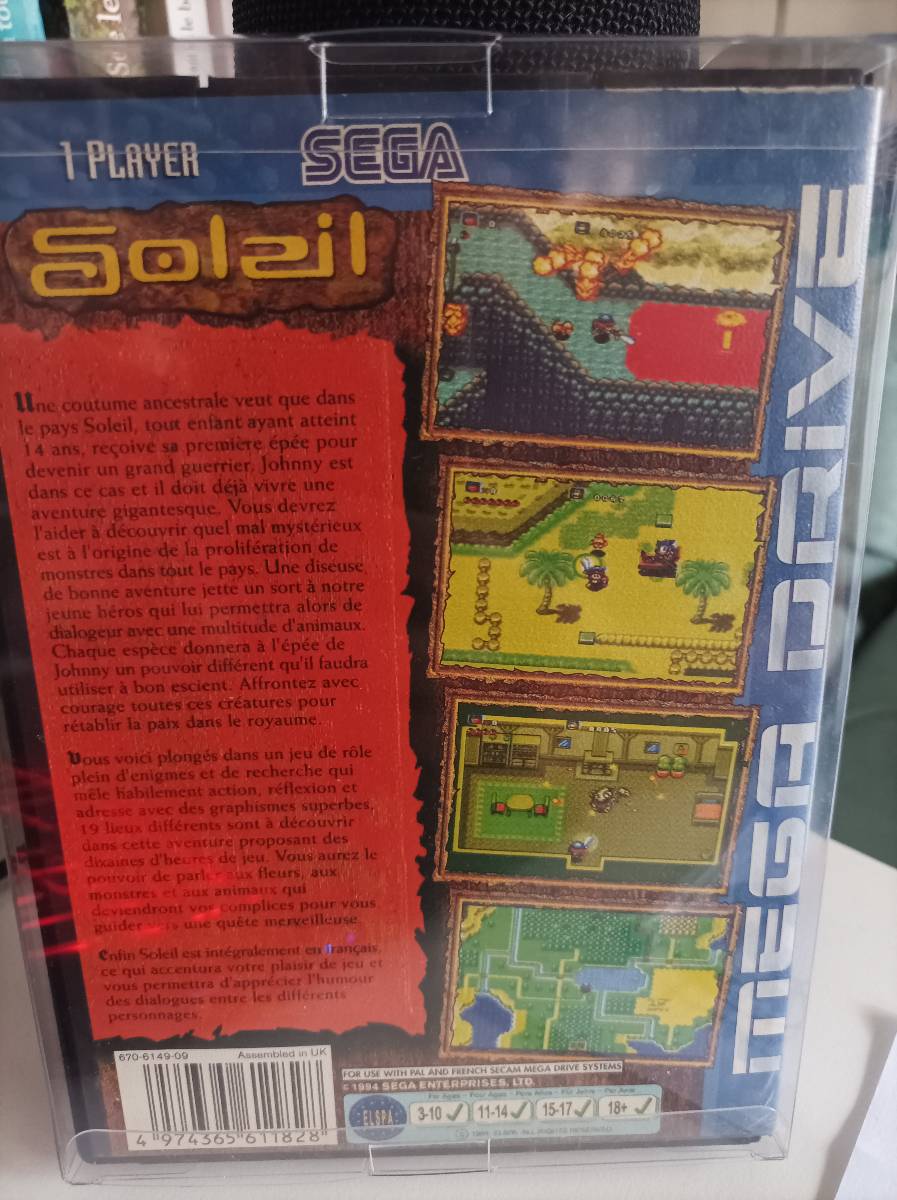 1 PLAYER
SEGA
Soleil
MEGA DRIVE
Une coutume ancestrale veut que dans
le pays Soleil, tout enfant ayant atteint
14 ans, reçoive sa première épée pour
devenir un grand guerrier. Johnny est
dans ce cas et il doit déjà vivre une
aventure gigantesque. Vous devrez
l'aider à découvrir quel mal mystérieux
est à l'origine de la prolifération de
monstres dans tout le pays. Une diseuse
de bonne aventure jette un sort à notre
jeune héros qui lui permettra alors de
dialogeur avec une multitude d'animaux.
Chaque espèce donnera à l'épée de
Johnny un pouvoir différent qu'il faudra
utiliser à bon escient. Affrontez avec
courage toutes ces créatures pour
rétablir la paix dans le royaume.
Vous voici plongés dans un jeu de rôle
plein d'enigmes et de recherche qui
mêle habilement action, réflexion et
adresse avec des graphismes superbes.
19 lieux différents sont à découvrir
dans cette aventure proposant des
dixaines d'heures de jeu. Vous aurez le
pouvoir de parler aux fleurs, aux
monstres et aux animaux qui
deviendront vos complices pour vous
guider vers une quête merveilleuse.
Enfin Soleil est intégralement en français,
ce qui accentura votre plaisir de jeu et
vous permettra d'apprécier l'humour
des dialogues entre les différents
personnages.
670-6149-09 Assembled in UK
4 974365 611828
FOR USE WITH PAL AND FRENCH SECAM MEGA DRIVE SYSTEMS
© 1994 SEGA ENTERPRISES, LTD.
ELSPA
3-10 11-14 15-17 18+
ALL RIGHTS RESERVED